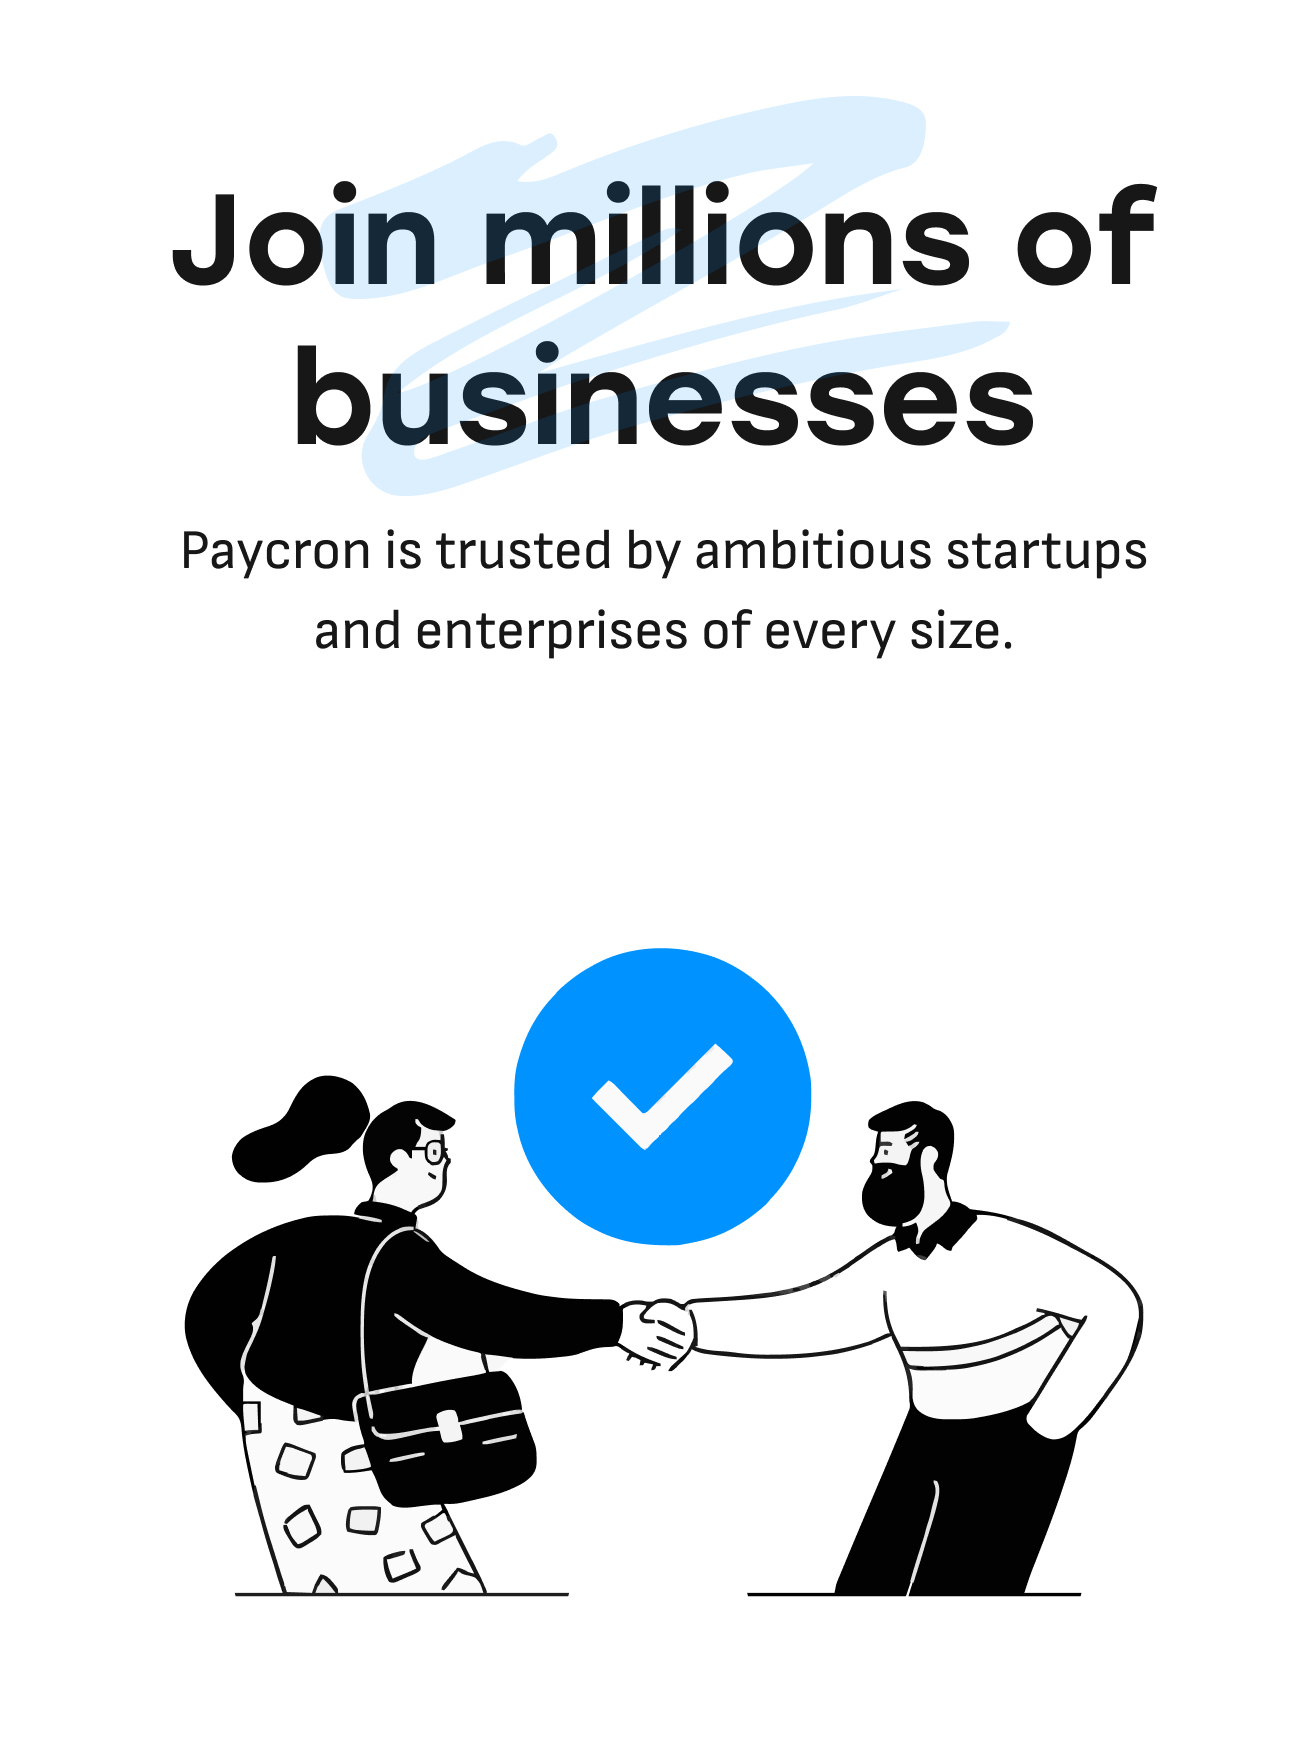 Join millions of
businesses
Paycron is trusted by ambitious startups
and enterprises of every size.